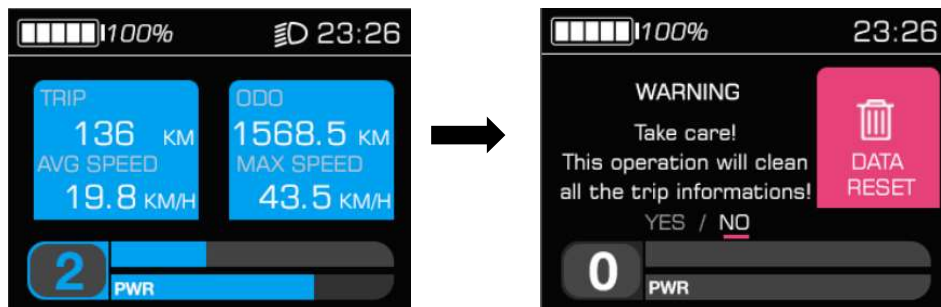 100% 23:26
TRIP
136 KM
AVG SPEED
19.8 KM/H
ODO
1568.5 KM
MAX SPEED
43.5 KM/H
2
PWR
100% 23:26
WARNING
Take care!
This operation will clean
all the trip informations!
YES / NO
DATA
RESET
0
PWR